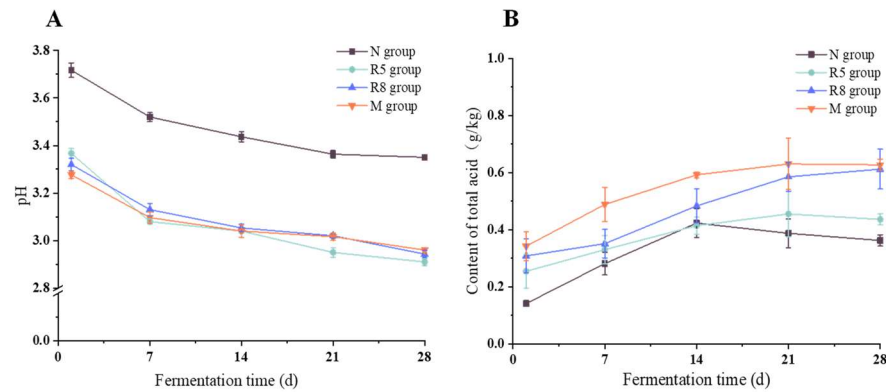 A
N group
R5 group
R8 group
M group
3.8
3.6
3.4
3.2
3.0
2.8
0.0
pH
0
7
14
21
28
Fermentation time (d)
B
N group
R5 group
R8 group
M group
1.0
0.8
0.6
0.4
0.2
0.0
Content of total acid（g/kg）
0
7
14
21
28
Fermentation time (d)